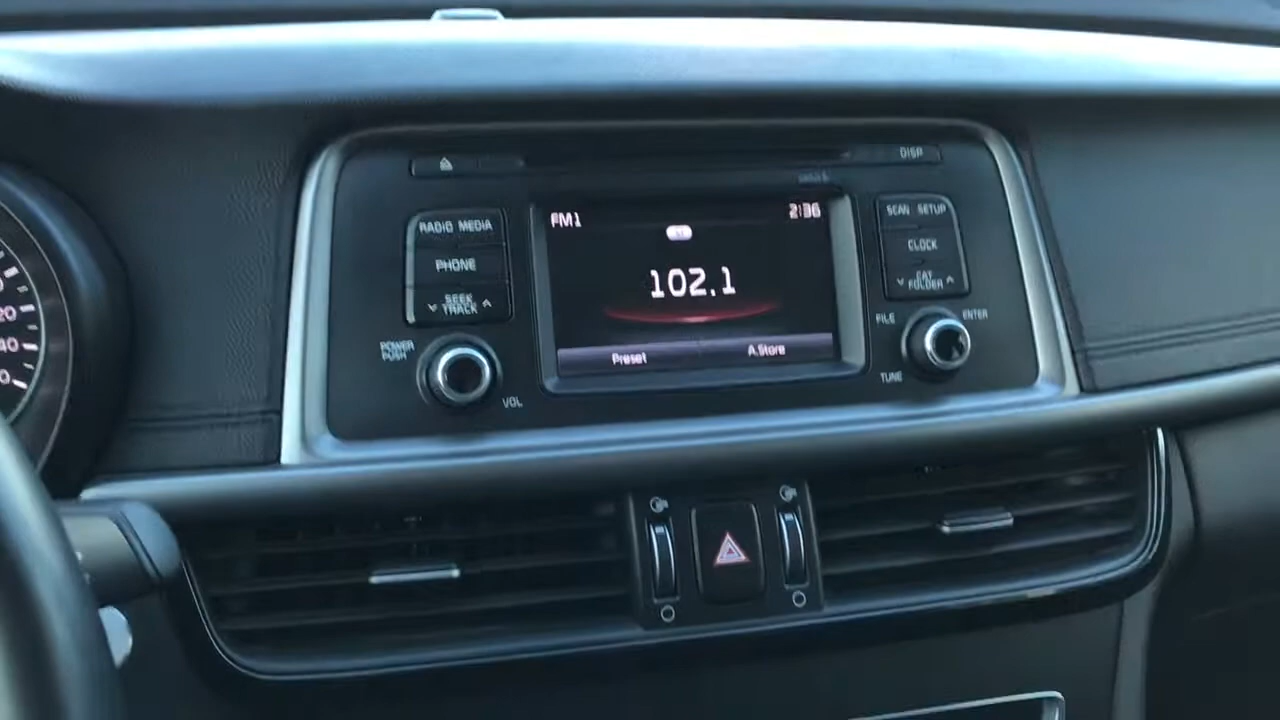 DISP
FM1
2:36
RADIO MEDIA
PHONE
SEEK
TRACK
POWER
PUSH
VOL
102.1
Preset
A.Store
SCAN SETUP
CLOCK
CAT
FOLDER
FILE
ENTER
TUNE
20
40